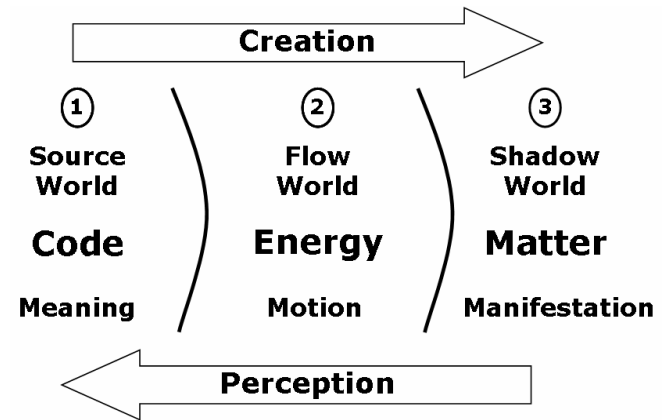 Creation
1 2 3
Source World
Flow World
Shadow World
Code Energy Matter
Meaning Motion Manifestation
Perception